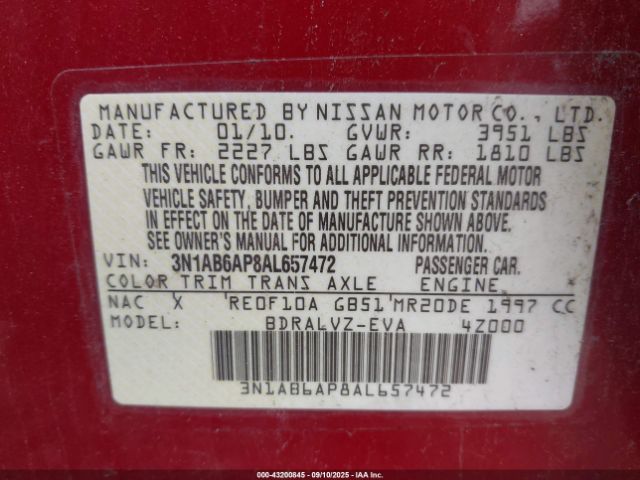 MANUFACTURED BY NISSAN MOTOR CO., LTD.
DATE: 01/10. GVWR: 3951 LBS
GAWR FR: 2227 LBS GAWR RR: 1810 LBS
THIS VEHICLE CONFORMS TO ALL APPLICABLE FEDERAL MOTOR
VEHICLE SAFETY, BUMPER AND THEFT PREVENTION STANDARDS
IN EFFECT ON THE DATE OF MANUFACTURE SHOWN ABOVE.
SEE OWNER'S MANUAL FOR ADDITIONAL INFORMATION.
VIN: 3N1AB6AP8AL657472 PASSENGER CAR.
COLOR TRIM TRANS AXLE ENGINE
NAC X RE0F10A GB51 MR20DE 1997 CC
MODEL: BDRALVZ-EVA 4Z000
3N1AB6AP8AL657472
000-43200845 - 09/10/2025 - IAAI